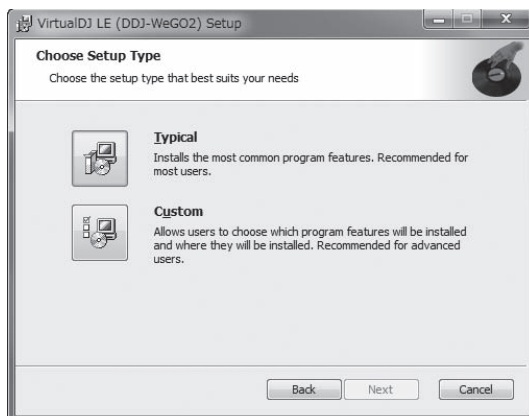 VirtualDJ LE (DDJ-WeGO2) Setup
Choose Setup Type
Choose the setup type that best suits your needs
Typical
Installs the most common program features. Recommended for
most users.
Custom
Allows users to choose which program features will be installed
and where they will be installed. Recommended for advanced
users.
Back
Next
Cancel